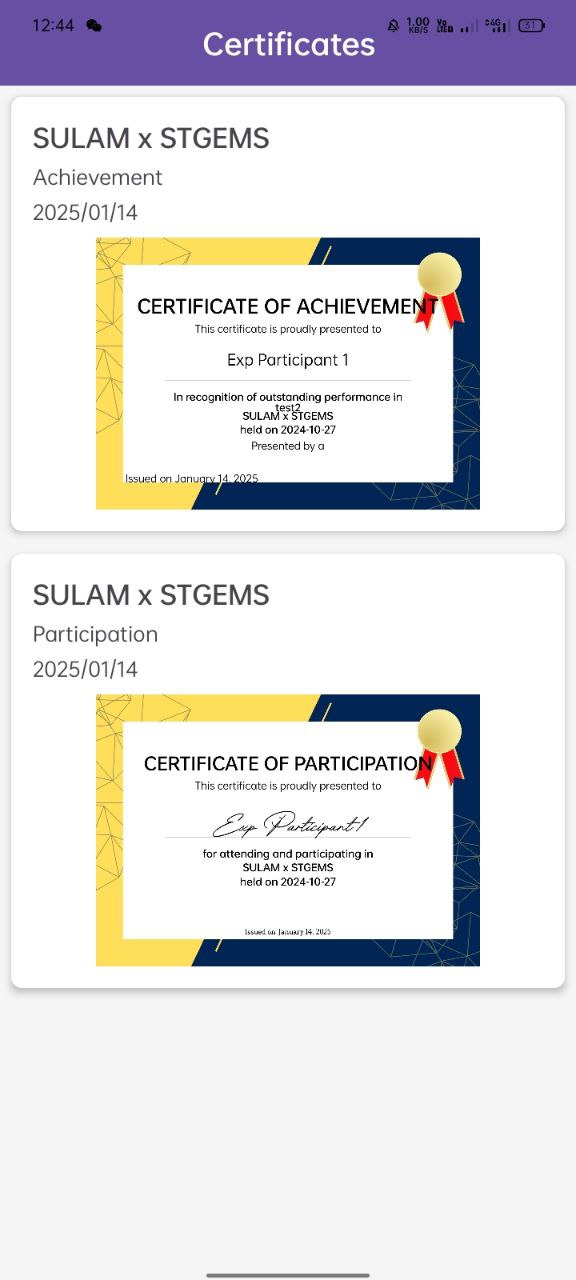 12:44 1.00 KB/S Vo LTE 4G 51
Certificates
SULAM x STGEMS
Achievement
2025/01/14
CERTIFICATE OF ACHIEVEMENT
This certificate is proudly presented to
Exp Participant 1
In recognition of outstanding performance in
test2
SULAM x STGEMS
held on 2024-10-27
Presented by a
Issued on January 14, 2025
SULAM x STGEMS
Participation
2025/01/14
CERTIFICATE OF PARTICIPATION
This certificate is proudly presented to
Exp Participant 1
for attending and participating in
SULAM x STGEMS
held on 2024-10-27
Issued on January 14, 2025